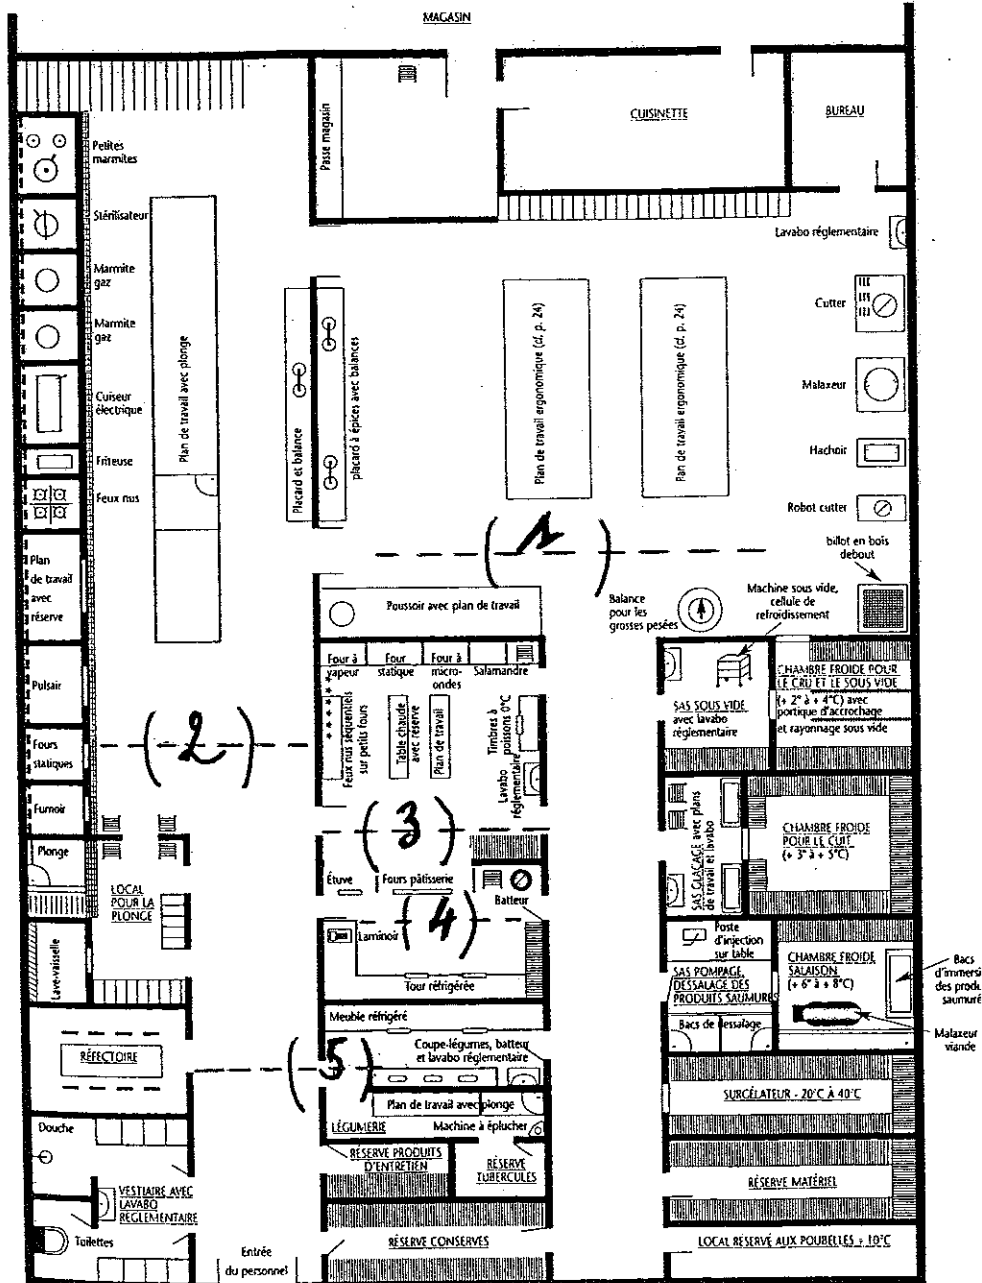 MAGASIN
Passe magasin
CUISINETTE
BUREAU
Petites
marmites
Stérilisateur
Marmite
gaz
Marmite
gaz
Cuiseur
électrique
Friteuse
Feux nus
Plan
de travail
avec
réserve
Pulsair
Fours
statiques
Fumoir
Plonge
Plan de travail avec plonge
Placard et balance
placard à épices avec balances
Plan de travail ergonomique (cf. p. 24)
Plan de travail ergonomique (cf. p. 24)
Lavabo réglementaire
Cutter
Malaxeur
Hachoir
Robot cutter
billot en bois
debout
(1)
Poussoir avec plan de travail
Balance
pour les
grosses pesées
Machine sous vide,
cellule de
refroidissement
(2)
Four à
vapeur
Four
statique
Four à
micro-
ondes
Salamandre
Feux nus séquentiels
sur petits fours
Table chaude
avec réserve
Plan de travail
Timbres à
poissons 0°C
Lavabo
réglementaire
(3)
SAS SOUS VIDE
avec lavabo
réglementaire
CHAMBRE FROIDE POUR
LE CRU ET LE SOUS VIDE
(+ 2° à + 4°C) avec
portique d'accrochage
et rayonnage sous vide
SAS GLAÇAGE avec plans
de travail et lavabo
CHAMBRE FROIDE
POUR LE CUIT
(+ 3° à + 5°C)
LOCAL
POUR LA
PLONGE
Lave-vaisselle
Étuve
Fours pâtisserie
Batteur
(4)
Laminoir
Tour réfrigérée
Poste
d'injection
sur table
SAS POMPAGE,
DESSALAGE DES
PRODUITS SAUMURÉS
Bacs de dessalage
CHAMBRE FROIDE
SALAISON
(+ 6° à + 8°C)
Bacs
d'immersi
des produ
saumuré
Malaxeur
viande
RÉFECTOIRE
Meuble réfrigéré
Coupe-légumes, batteur
et lavabo réglementaire
(5)
Plan de travail avec plonge
LÉGUMERIE
Machine à éplucher
SURGÉLATEUR - 20°C À 40°C
Douche
VESTIAIRE AVEC
LAVABO
RÉGLEMENTAIRE
Toilettes
RÉSERVE PRODUITS
D'ENTRETIEN
RÉSERVE
TUBERCULES
RÉSERVE MATÉRIEL
Entrée
du personnel
RÉSERVE CONSERVES
LOCAL RÉSERVÉ AUX POUBELLES + 10°C